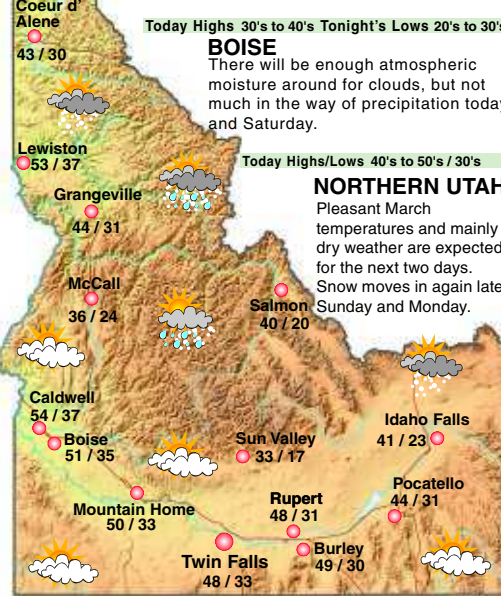 Coeur d'
Alene
43 / 30
Today Highs 30's to 40's Tonight's Lows 20's to 30's
BOISE
There will be enough atmospheric
moisture around for clouds, but not
much in the way of precipitation today
and Saturday.
Lewiston
53 / 37
Today Highs/Lows 40's to 50's / 30's
NORTHERN UTAH
Pleasant March
temperatures and mainly
dry weather are expected
for the next two days.
Snow moves in again late
Sunday and Monday.
Grangeville
44 / 31
McCall
36 / 24
Salmon
40 / 20
Caldwell
54 / 37
Boise
51 / 35
Sun Valley
33 / 17
Idaho Falls
41 / 23
Mountain Home
50 / 33
Rupert
48 / 31
Pocatello
44 / 31
Twin Falls
48 / 33
Burley
49 / 30